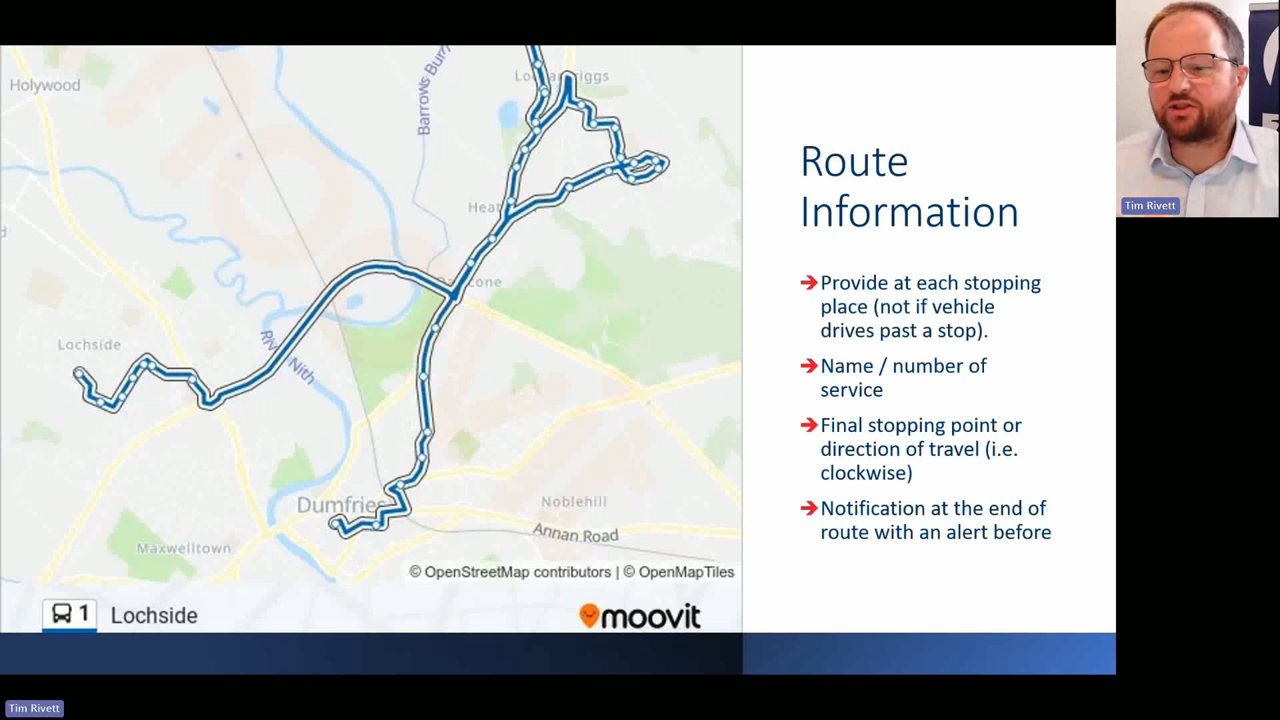 Holywood
Barrows Burn
Locharbriggs
Heat
zone
Lochside
River Nith
Dumfries
Noblehill
Annan Road
Maxwelltown
© OpenStreetMap contributors | © OpenMapTiles
1 Lochside
moovit
Route
Information
➔Provide at each stopping
place (not if vehicle
drives past a stop).
➔Name / number of
service
➔Final stopping point or
direction of travel (i.e.
clockwise)
➔Notification at the end of
route with an alert before
Tim Rivett
Tim Rivett